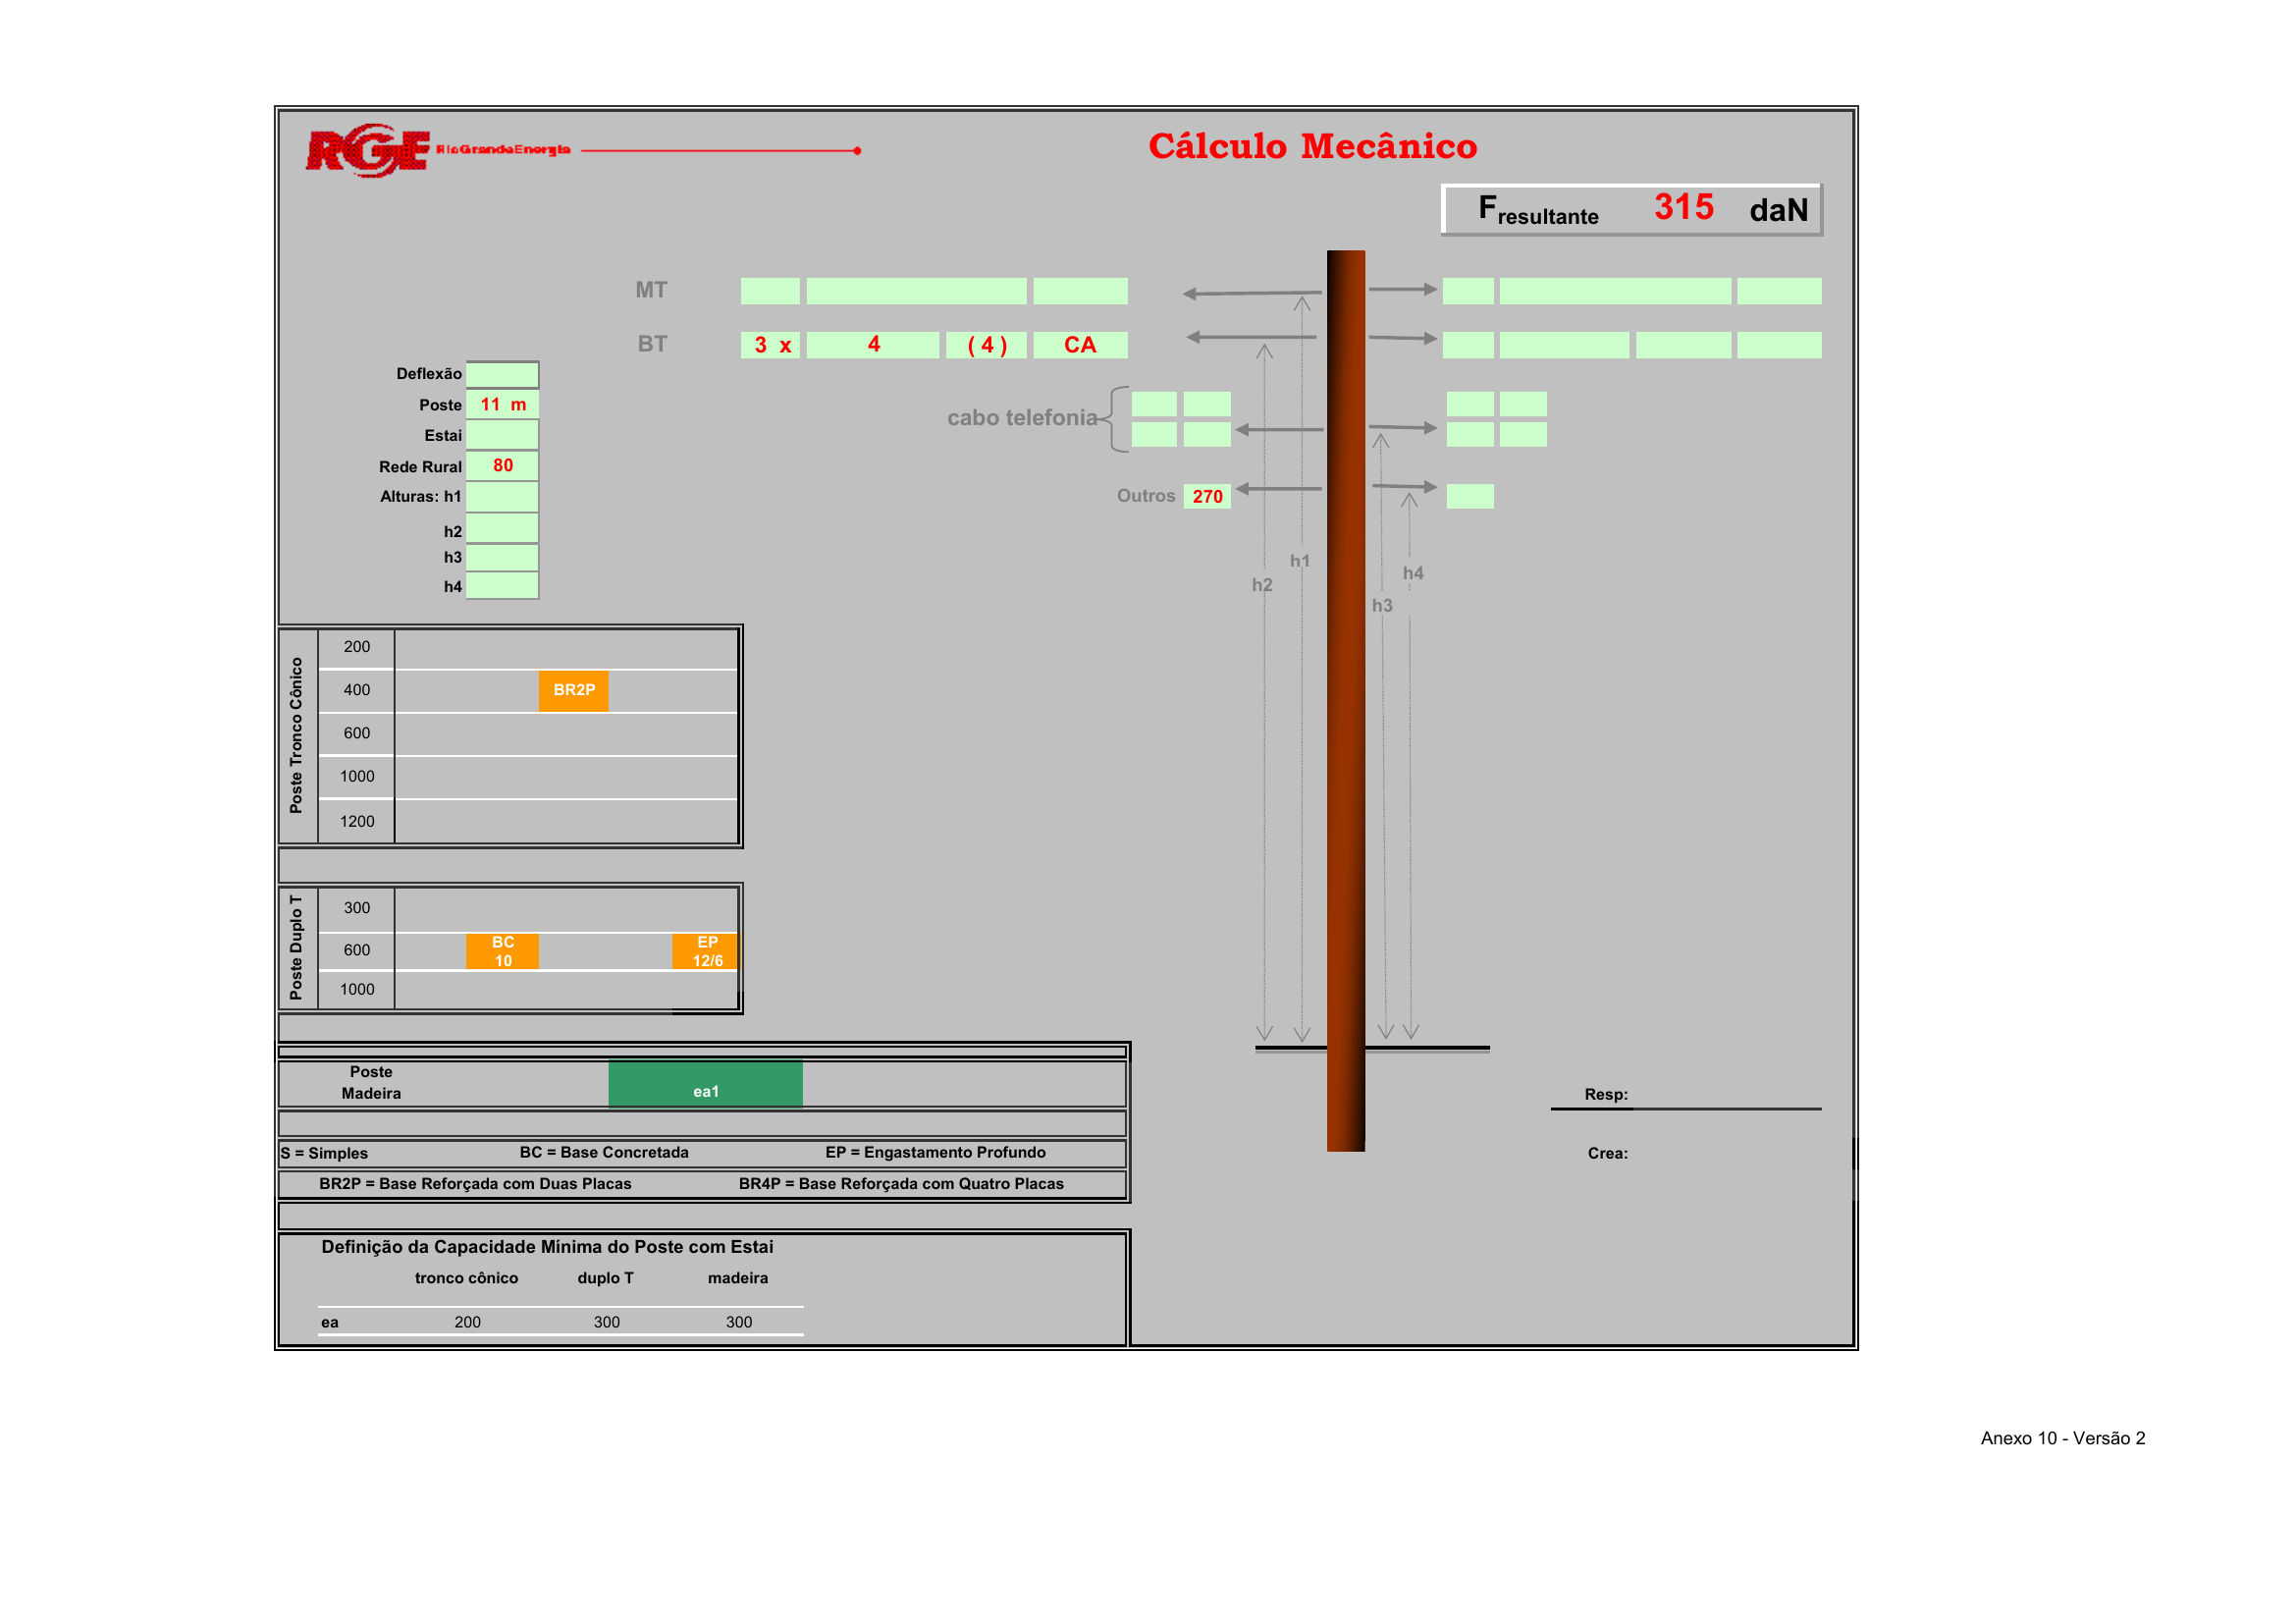 RGE RioGrandeEnergia
Cálculo Mecânico
Fresultante 315 daN
MT
BT 3 x 4 ( 4 ) CA
Deflexão
Poste 11 m
Estai
Rede Rural 80
Alturas: h1
h2
h3
h4
cabo telefonia
Outros 270
h1
h2
h4
h3
Poste Tronco Cônico
200
400 BR2P
600
1000
1200
Poste Duplo T
300
600 BC 10 EP 12/6
1000
Poste
Madeira ea1
S = Simples BC = Base Concretada EP = Engastamento Profundo
BR2P = Base Reforçada com Duas Placas BR4P = Base Reforçada com Quatro Placas
Resp:
Crea:
Definição da Capacidade Mínima do Poste com Estai
tronco cônico duplo T madeira
ea 200 300 300
Anexo 10 - Versão 2